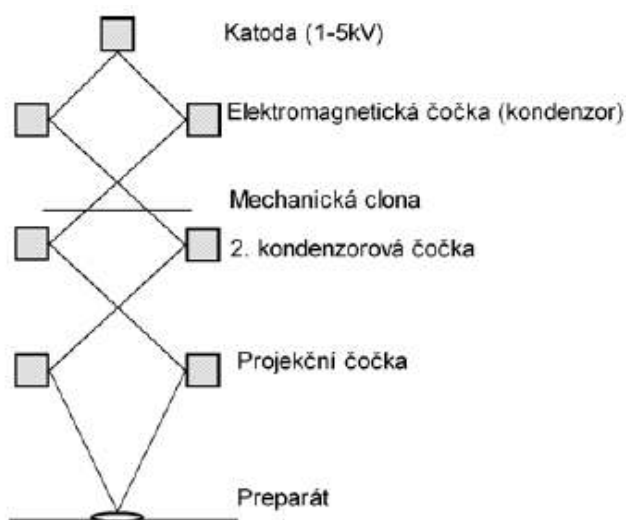 Katoda (1-5kV)
Elektromagnetická čočka (kondenzor)
Mechanická clona
2. kondenzorová čočka
Projekční čočka
Preparát